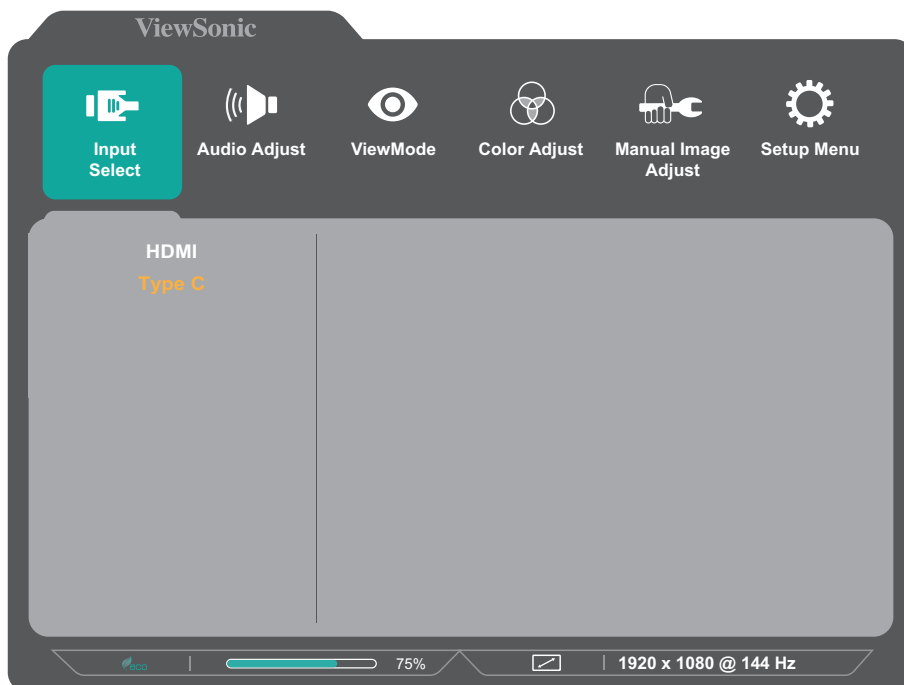 ViewSonic
Input
Select
Audio Adjust
ViewMode
Color Adjust
Manual Image
Adjust
Setup Menu
HDMI
Type C
eco
75%
1920 x 1080 @ 144 Hz